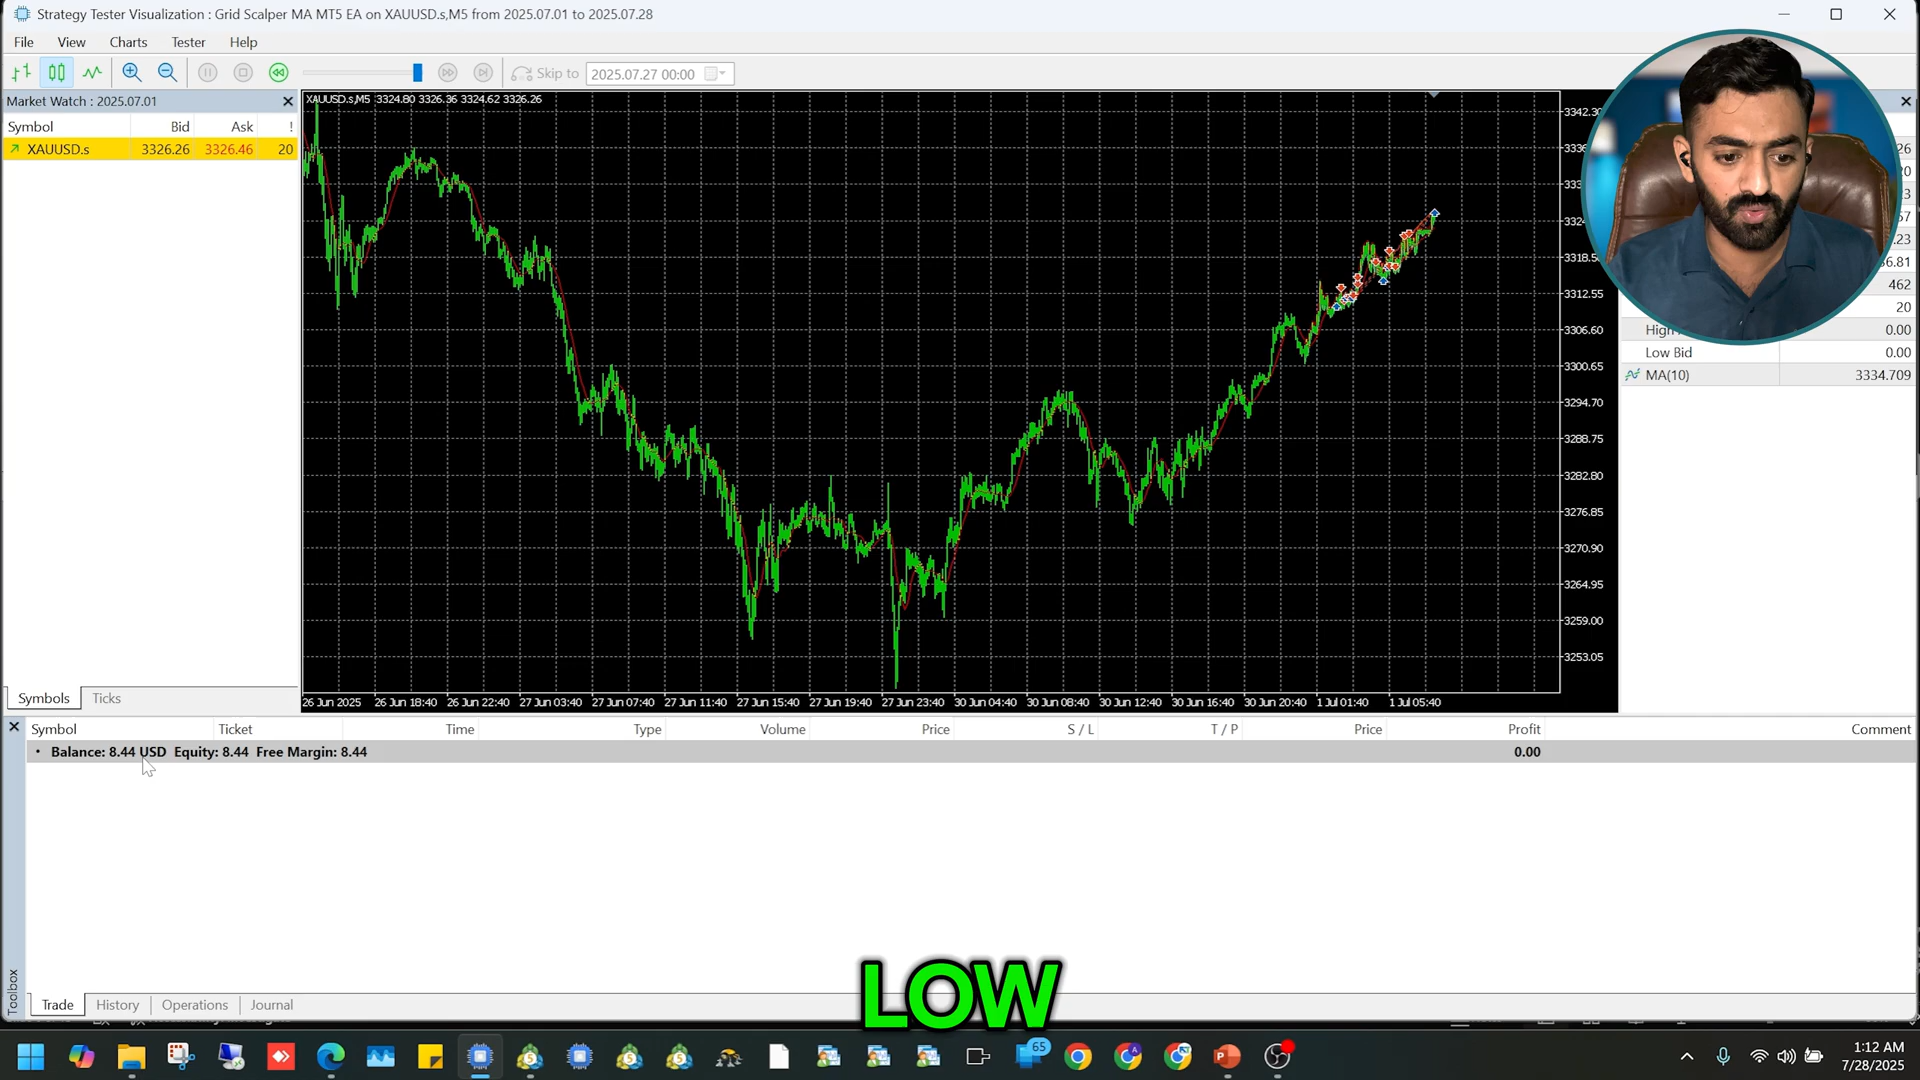 Strategy Tester Visualization : Grid Scalper MA MT5 EA on XAUUSD.s,M5 from 2025.07.01 to 2025.07.28
File View Charts Tester Help
Skip to 2025.07.27 00:00
Market Watch : 2025.07.01
Symbol Bid Ask !
XAUUSD.s 3326.26 3326.46 20
Symbols Ticks
XAUUSD.s,M5 3324.80 3326.36 3324.62 3326.26
3342.30
3318.5
3312.55
3306.60
3300.65
3294.70
3288.75
3282.80
3276.85
3270.90
3264.95
3259.00
3253.05
26 Jun 2025 26 Jun 18:40 26 Jun 22:40 27 Jun 03:40 27 Jun 07:40 27 Jun 11:40 27 Jun 15:40 27 Jun 19:40 27 Jun 23:40 30 Jun 04:40 30 Jun 08:40 30 Jun 12:40 30 Jun 16:40 30 Jun 20:40 1 Jul 01:40 1 Jul 05:40
462
20
High 0.00
Low Bid 0.00
MA(10) 3334.709
Symbol Ticket Time Type Volume Price S / L T / P Price Profit Comment
Balance: 8.44 USD Equity: 8.44 Free Margin: 8.44 0.00
Toolbox
Trade History Operations Journal
LOW
65
1:12 AM
7/28/2025